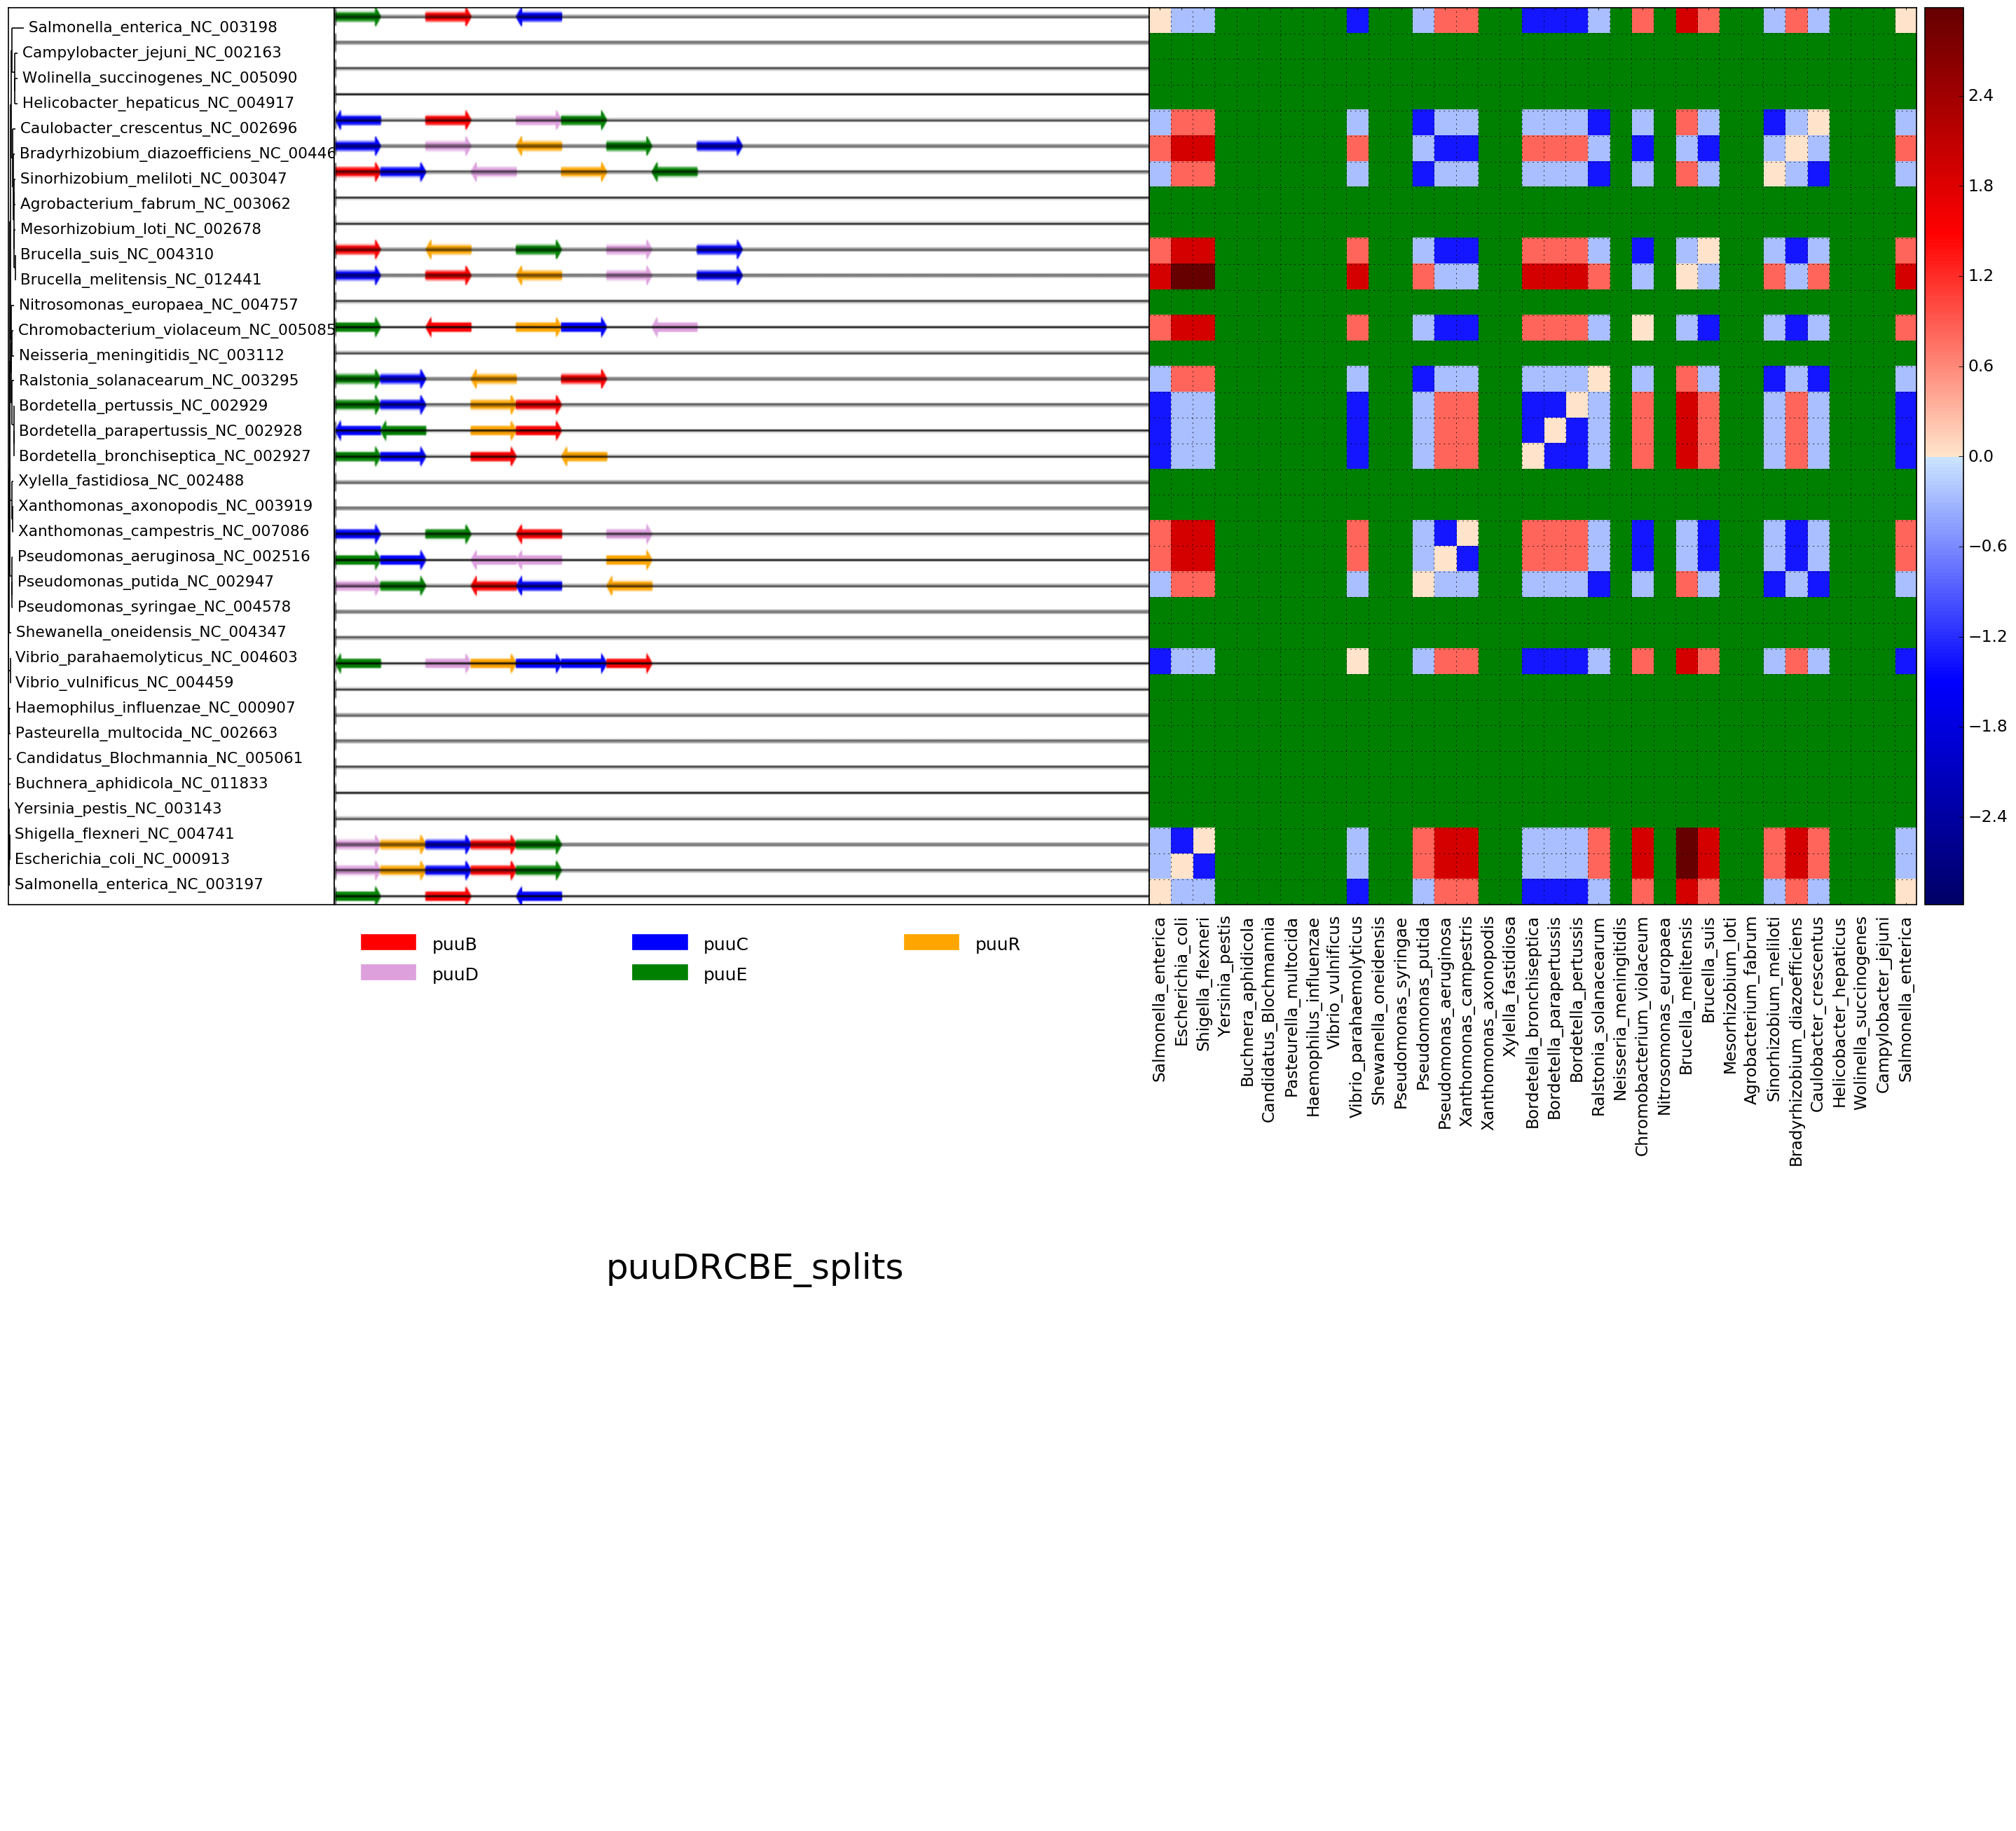 Salmonella_enterica_NC_003198
Campylobacter_jejuni_NC_002163
Wolinella_succinogenes_NC_005090
Helicobacter_hepaticus_NC_004917
Caulobacter_crescentus_NC_002696
Bradyrhizobium_diazoefficiens_NC_00446
Sinorhizobium_meliloti_NC_003047
Agrobacterium_fabrum_NC_003062
Mesorhizobium_loti_NC_002678
Brucella_suis_NC_004310
Brucella_melitensis_NC_012441
Nitrosomonas_europaea_NC_004757
Chromobacterium_violaceum_NC_005085
Neisseria_meningitidis_NC_003112
Ralstonia_solanacearum_NC_003295
Bordetella_pertussis_NC_002929
Bordetella_parapertussis_NC_002928
Bordetella_bronchiseptica_NC_002927
Xylella_fastidiosa_NC_002488
Xanthomonas_axonopodis_NC_003919
Xanthomonas_campestris_NC_007086
Pseudomonas_aeruginosa_NC_002516
Pseudomonas_putida_NC_002947
Pseudomonas_syringae_NC_004578
Shewanella_oneidensis_NC_004347
Vibrio_parahaemolyticus_NC_004603
Vibrio_vulnificus_NC_004459
Haemophilus_influenzae_NC_000907
Pasteurella_multocida_NC_002663
Candidatus_Blochmannia_NC_005061
Buchnera_aphidicola_NC_011833
Yersinia_pestis_NC_003143
Shigella_flexneri_NC_004741
Escherichia_coli_NC_000913
Salmonella_enterica_NC_003197
2.4
1.8
1.2
0.6
0.0
−0.6
−1.2
−1.8
−2.4
Salmonella_enterica
Escherichia_coli
Shigella_flexneri
Yersinia_pestis
Buchnera_aphidicola
Candidatus_Blochmannia
Pasteurella_multocida
Haemophilus_influenzae
Vibrio_vulnificus
Vibrio_parahaemolyticus
Shewanella_oneidensis
Pseudomonas_syringae
Pseudomonas_putida
Pseudomonas_aeruginosa
Xanthomonas_campestris
Xanthomonas_axonopodis
Xylella_fastidiosa
Bordetella_bronchiseptica
Bordetella_parapertussis
Bordetella_pertussis
Ralstonia_solanacearum
Neisseria_meningitidis
Chromobacterium_violaceum
Nitrosomonas_europaea
Brucella_melitensis
Brucella_suis
Mesorhizobium_loti
Agrobacterium_fabrum
Sinorhizobium_meliloti
Bradyrhizobium_diazoefficiens
Caulobacter_crescentus
Helicobacter_hepaticus
Wolinella_succinogenes
Campylobacter_jejuni
Salmonella_enterica
puuB puuC puuR
puuD puuE
puuDRCBE_splits